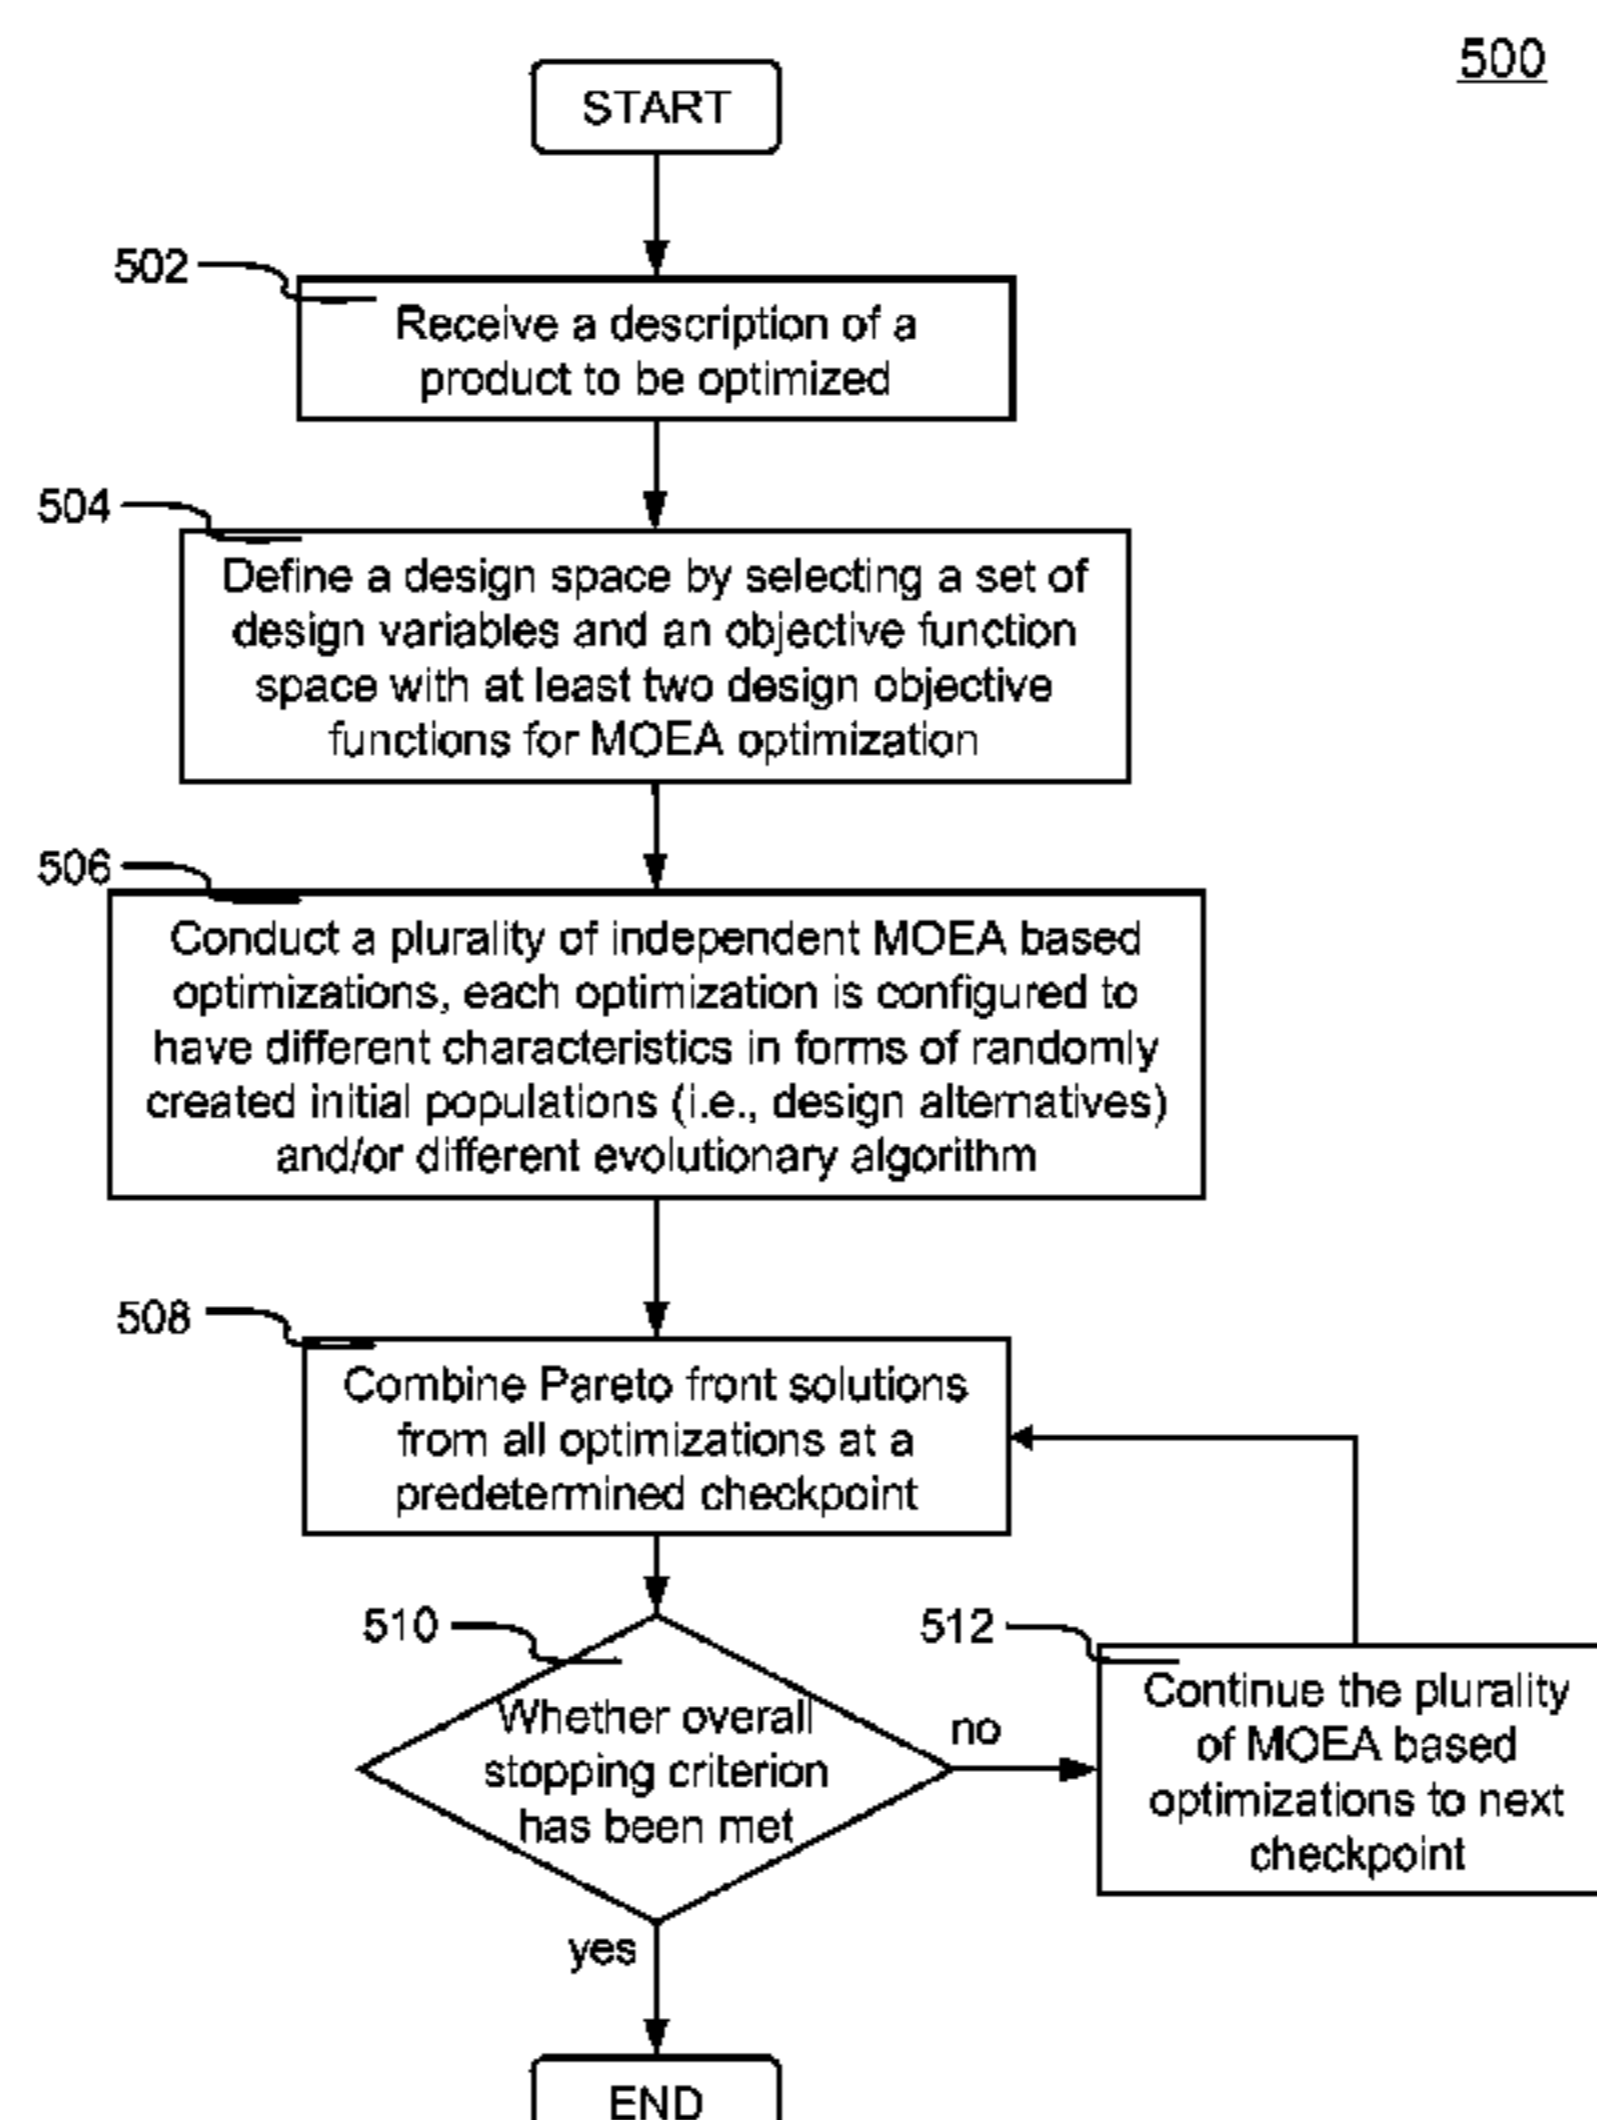 500
START
502
Receive a description of a
product to be optimized
504
Define a design space by selecting a set of
design variables and an objective function
space with at least two design objective
functions for MOEA optimization
506
Conduct a plurality of independent MOEA based
optimizations, each optimization is configured to
have different characteristics in forms of randomly
created initial populations (i.e., design alternatives)
and/or different evolutionary algorithm
508
Combine Pareto front solutions
from all optimizations at a
predetermined checkpoint
510
Whether overall
stopping criterion
has been met
no
512
Continue the plurality
of MOEA based
optimizations to next
checkpoint
yes
END